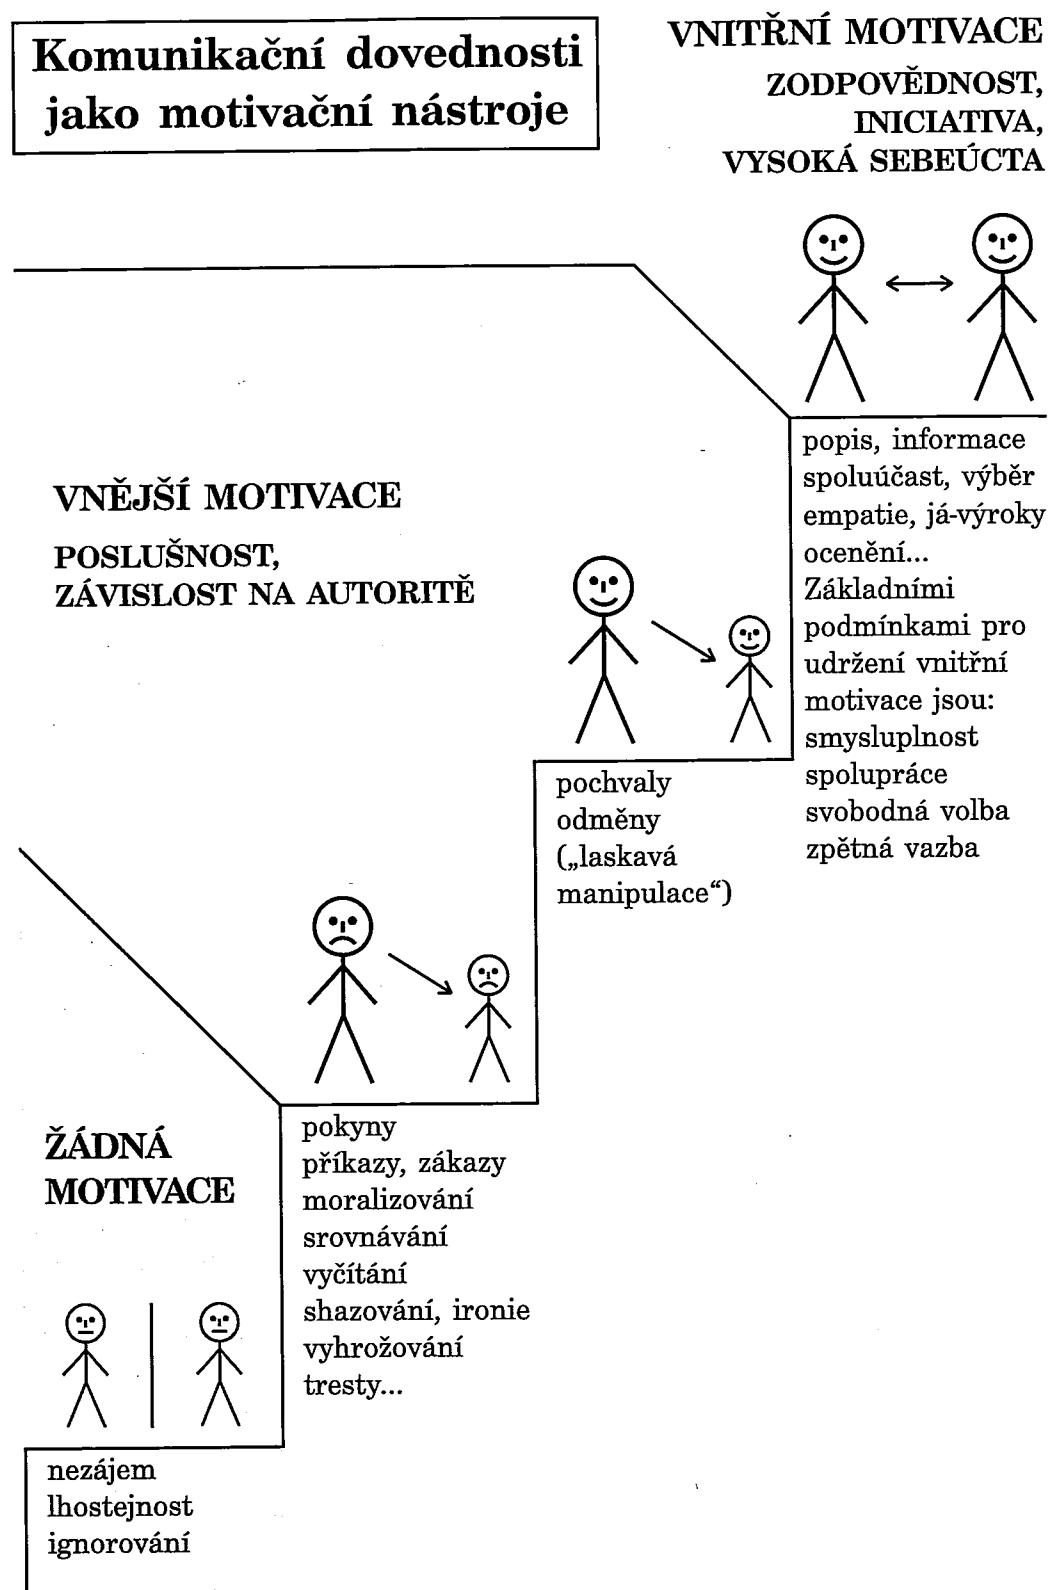 Komunikační dovednosti
jako motivační nástroje
VNITŘNÍ MOTIVACE
ZODPOVĚDNOST,
INICIATIVA,
VYSOKÁ SEBEÚCTA
popis, informace
spoluúčast, výběr
empatie, já-výroky
ocenění...
Základními
podmínkami pro
udržení vnitřní
motivace jsou:
smysluplnost
spolupráce
svobodná volba
zpětná vazba
VNĚJŠÍ MOTIVACE
POSLUŠNOST,
ZÁVISLOST NA AUTORITĚ
pochvaly
odměny
(„laskavá
manipulace“)
pokyny
příkazy, zákazy
moralizování
srovnávání
vyčítání
shazování, ironie
vyhrožování
tresty...
ŽÁDNÁ
MOTIVACE
nezájem
lhostejnost
ignorování